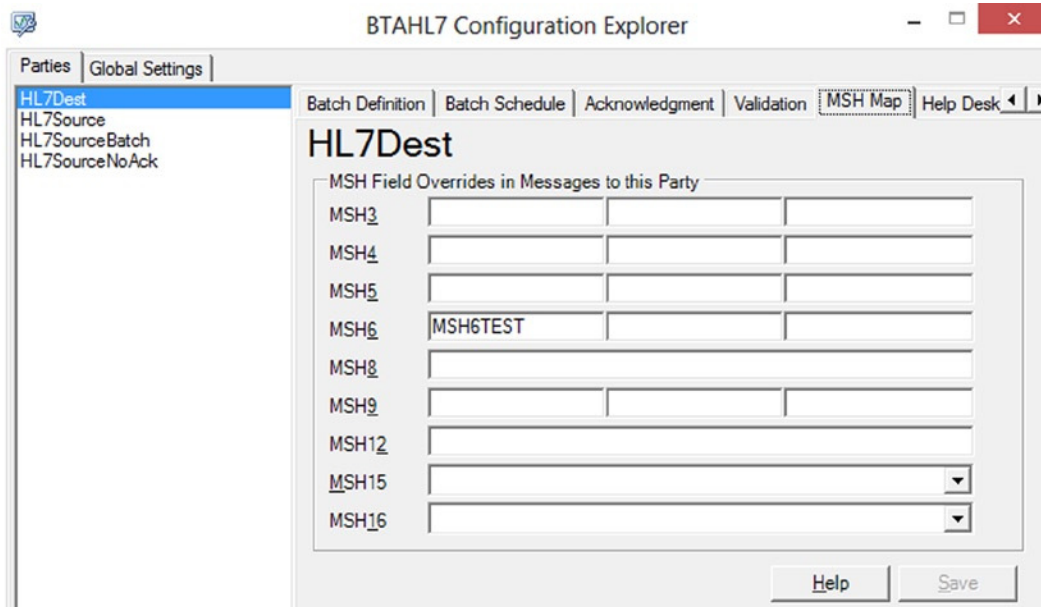 BTAHL7 Configuration Explorer
Parties Global Settings
HL7Dest
HL7Source
HL7SourceBatch
HL7SourceNoAck
Batch Definition Batch Schedule Acknowledgment Validation MSH Map Help Desk
HL7Dest
MSH Field Overrides in Messages to this Party
MSH3
MSH4
MSH5
MSH6 MSH6TEST
MSH8
MSH9
MSH12
MSH15
MSH16
Help Save